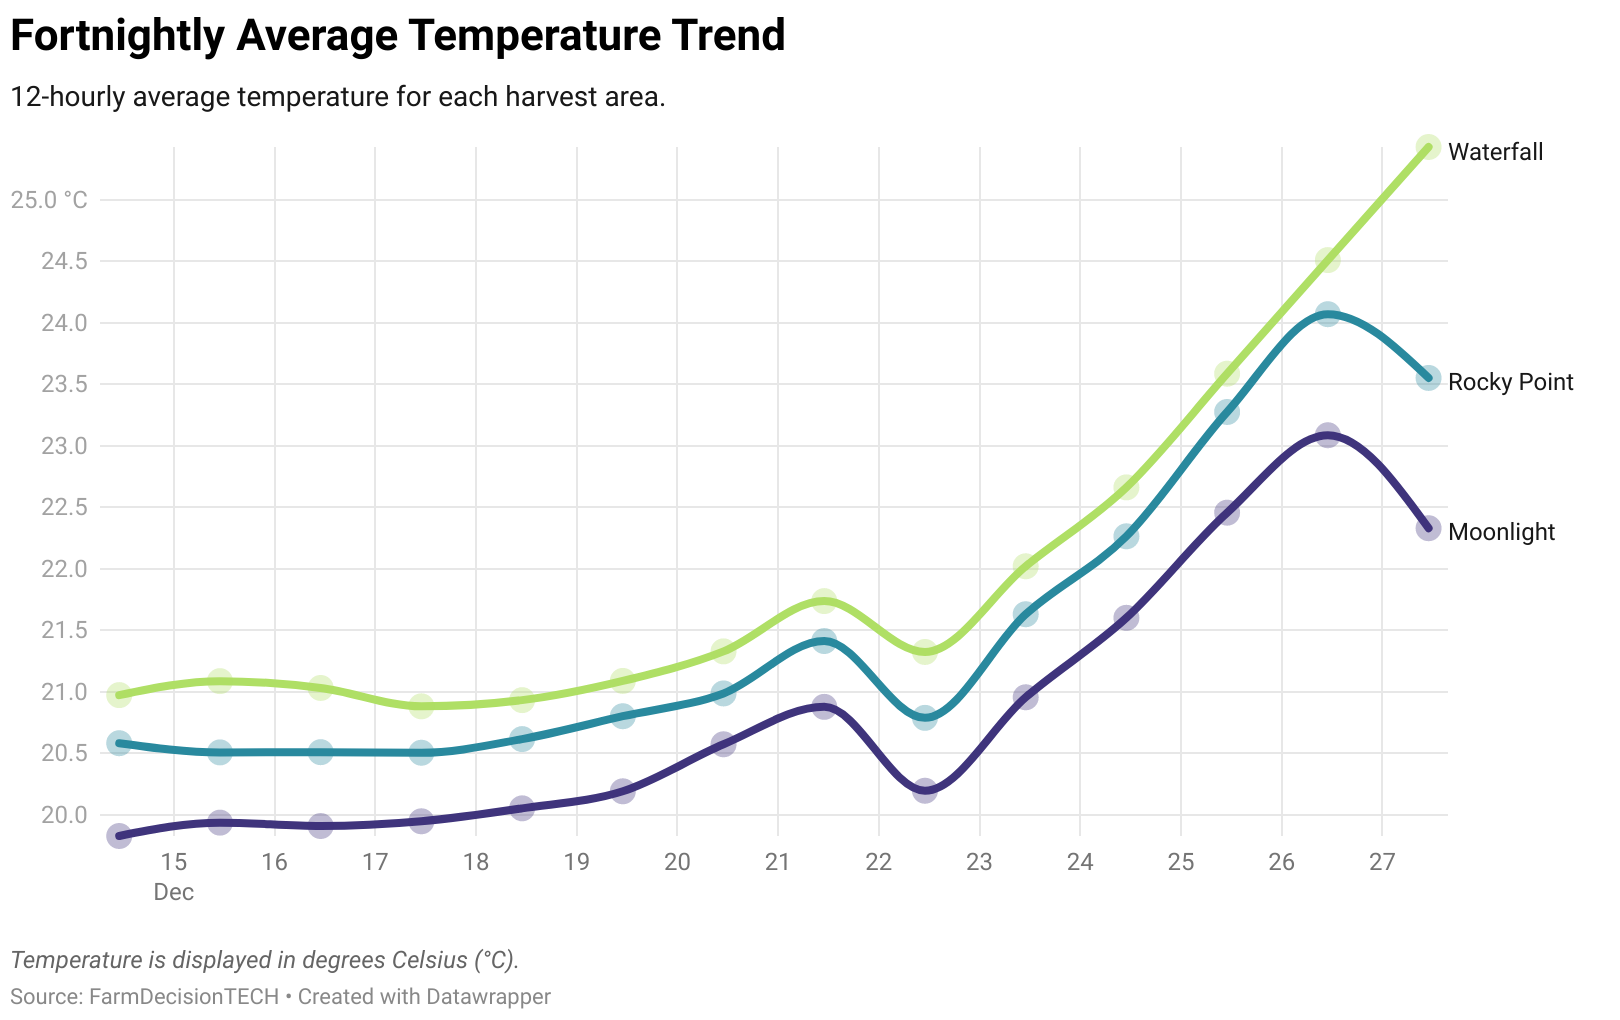 Fortnightly Average Temperature Trend
12-hourly average temperature for each harvest area.
Waterfall
25.0 °C
24.5
24.0
23.5
Rocky Point
23.0
22.5
Moonlight
22.0
21.5
21.0
20.5
20.0
15 16 17 18 19 20 21 22 23 24 25 26 27
Dec
Temperature is displayed in degrees Celsius (°C).
Source: FarmDecisionTECH • Created with Datawrapper